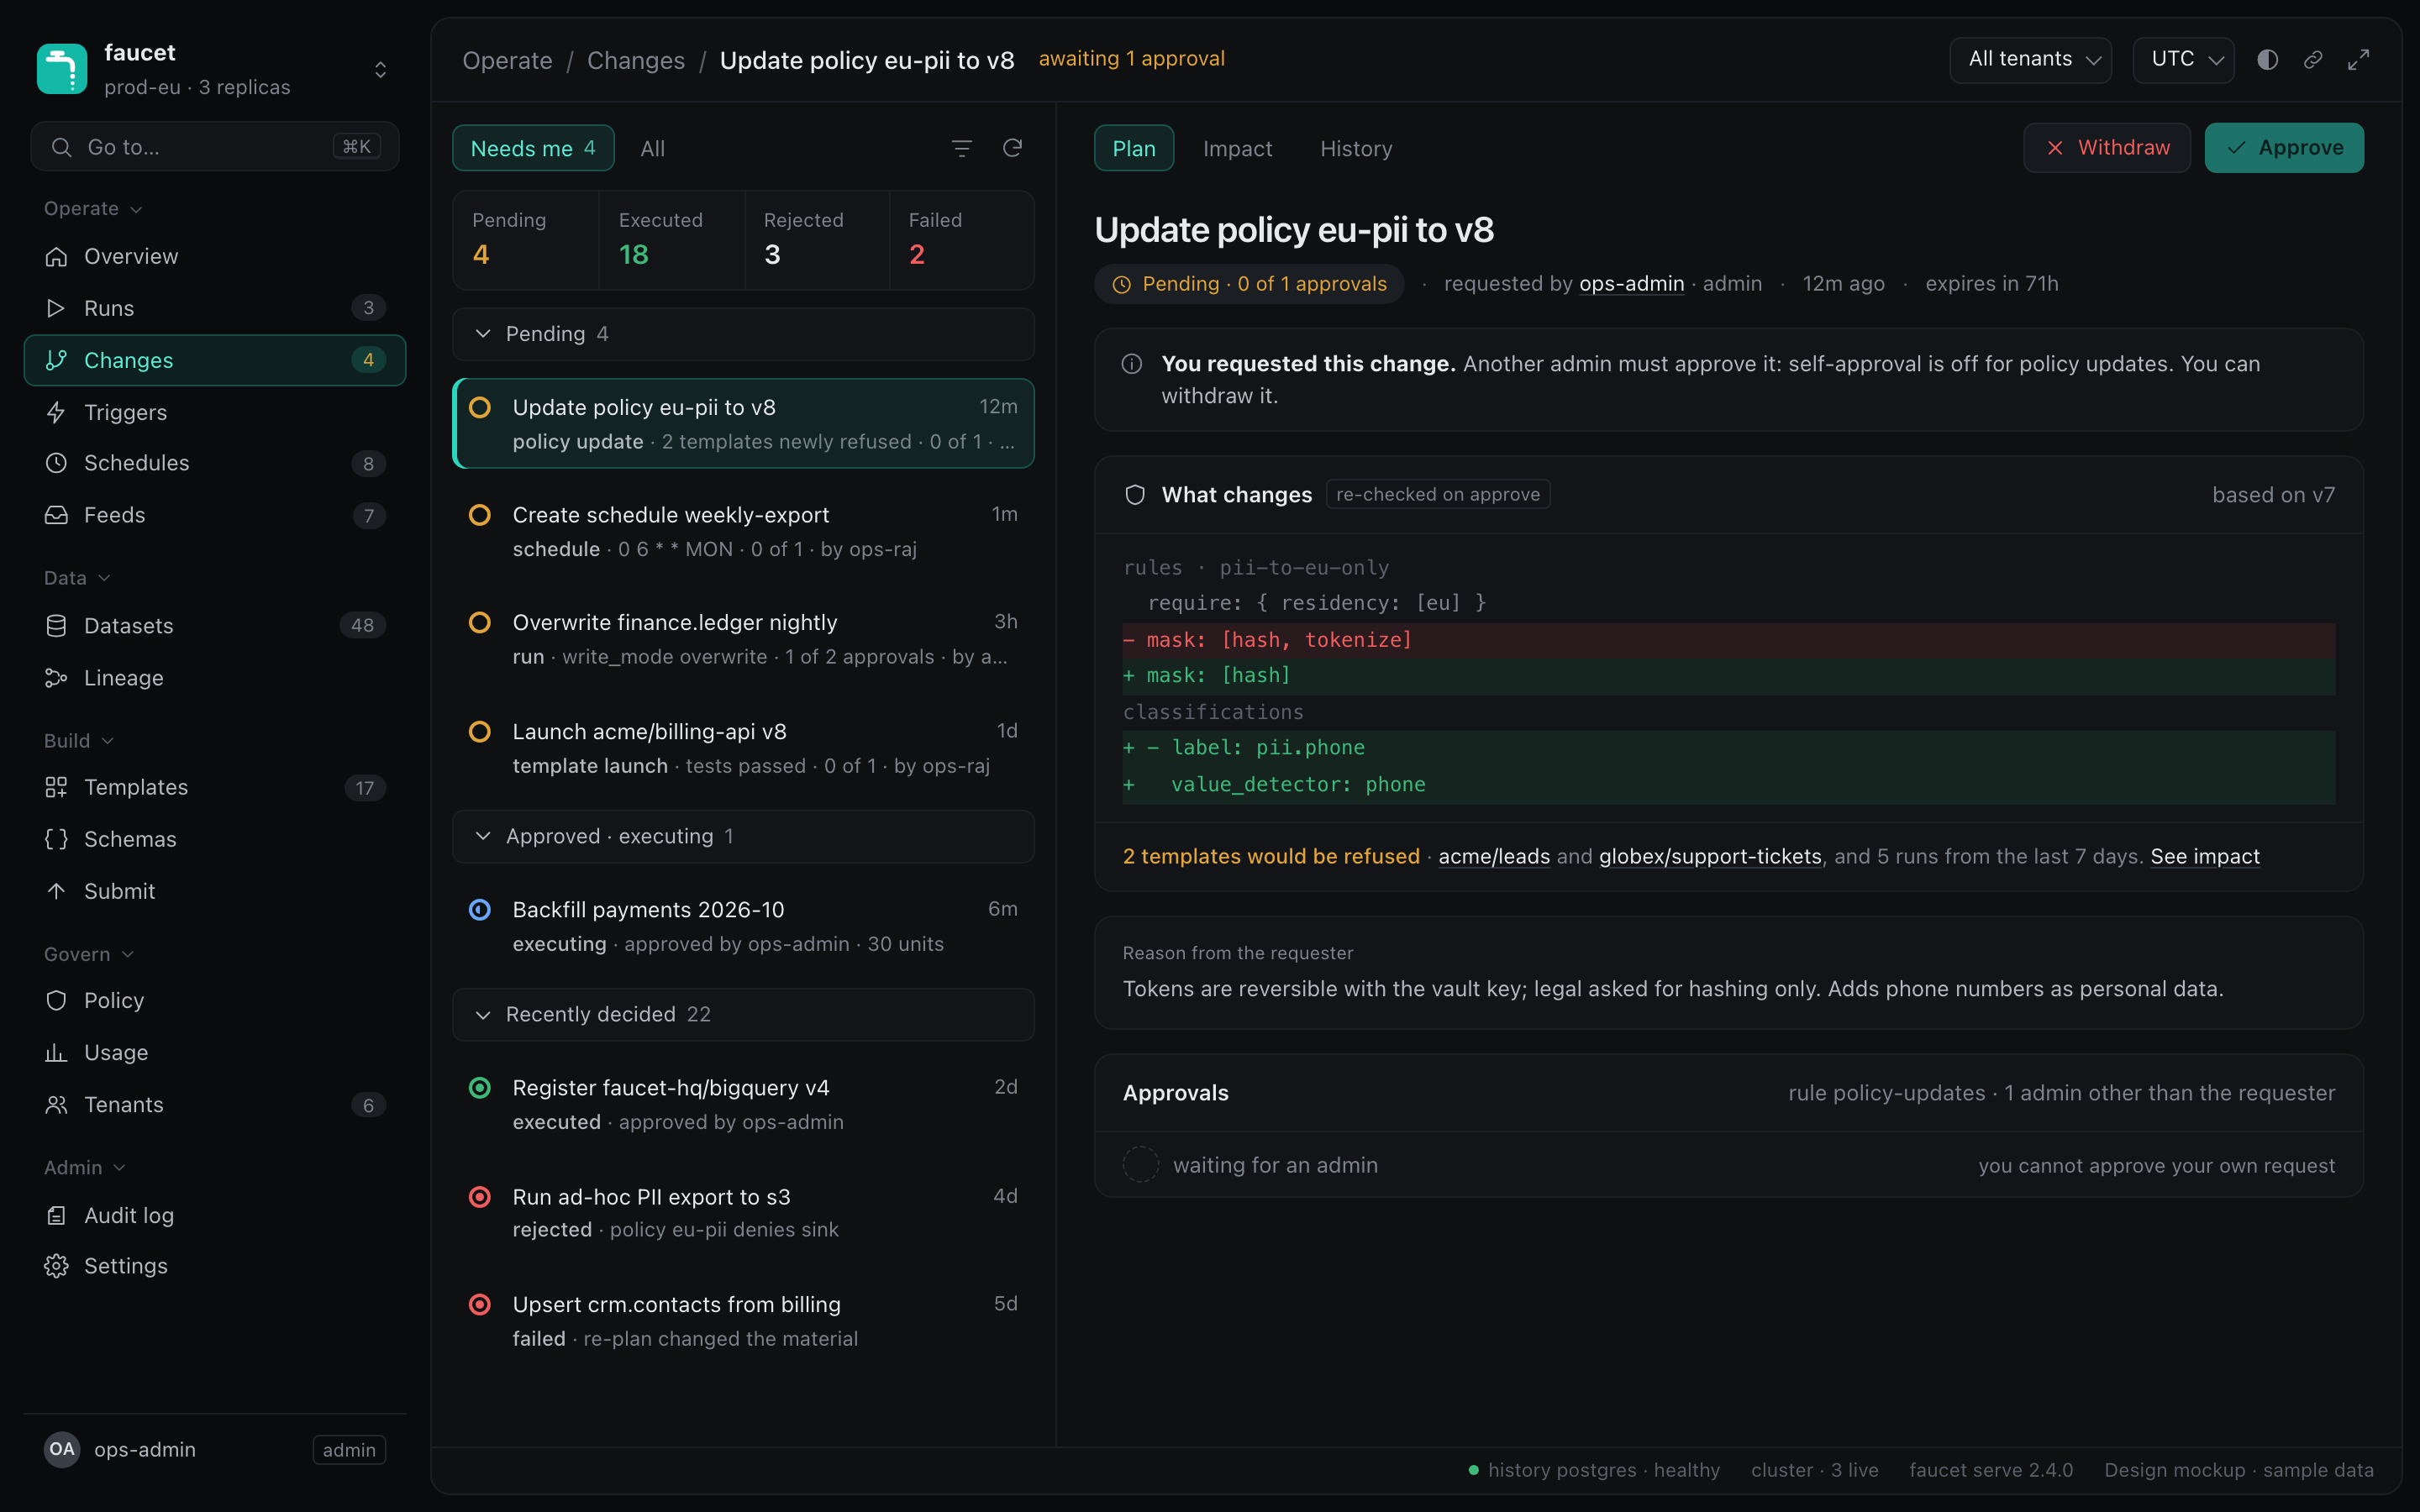 faucet
prod-eu · 3 replicas
Go to...
⌘K
Operate
Overview
Runs 3
Changes 4
Triggers
Schedules 8
Feeds 7
Data
Datasets 48
Lineage
Build
Templates 17
Schemas
Submit
Govern
Policy
Usage
Tenants 6
Admin
Audit log
Settings
OA ops-admin admin
Operate / Changes / Update policy eu-pii to v8 awaiting 1 approval
All tenants
UTC
Needs me 4
All
Pending
4
Executed
18
Rejected
3
Failed
2
Pending 4
Update policy eu-pii to v8 12m
policy update · 2 templates newly refused · 0 of 1 · ...
Create schedule weekly-export 1m
schedule · 0 6 * * MON · 0 of 1 · by ops-raj
Overwrite finance.ledger nightly 3h
run · write_mode overwrite · 1 of 2 approvals · by a...
Launch acme/billing-api v8 1d
template launch · tests passed · 0 of 1 · by ops-raj
Approved · executing 1
Backfill payments 2026-10 6m
executing · approved by ops-admin · 30 units
Recently decided 22
Register faucet-hq/bigquery v4 2d
executed · approved by ops-admin
Run ad-hoc PII export to s3 4d
rejected · policy eu-pii denies sink
Upsert crm.contacts from billing 5d
failed · re-plan changed the material
Plan
Impact
History
Withdraw
Approve
Update policy eu-pii to v8
Pending · 0 of 1 approvals · requested by ops-admin · admin · 12m ago · expires in 71h
You requested this change. Another admin must approve it: self-approval is off for policy updates. You can
withdraw it.
What changes re-checked on approve based on v7
rules · pii-to-eu-only
require: { residency: [eu] }
- mask: [hash, tokenize]
+ mask: [hash]
classifications
+ - label: pii.phone
+ value_detector: phone
2 templates would be refused · acme/leads and globex/support-tickets, and 5 runs from the last 7 days. See impact
Reason from the requester
Tokens are reversible with the vault key; legal asked for hashing only. Adds phone numbers as personal data.
Approvals rule policy-updates · 1 admin other than the requester
waiting for an admin you cannot approve your own request
history postgres · healthy cluster · 3 live faucet serve 2.4.0 Design mockup · sample data